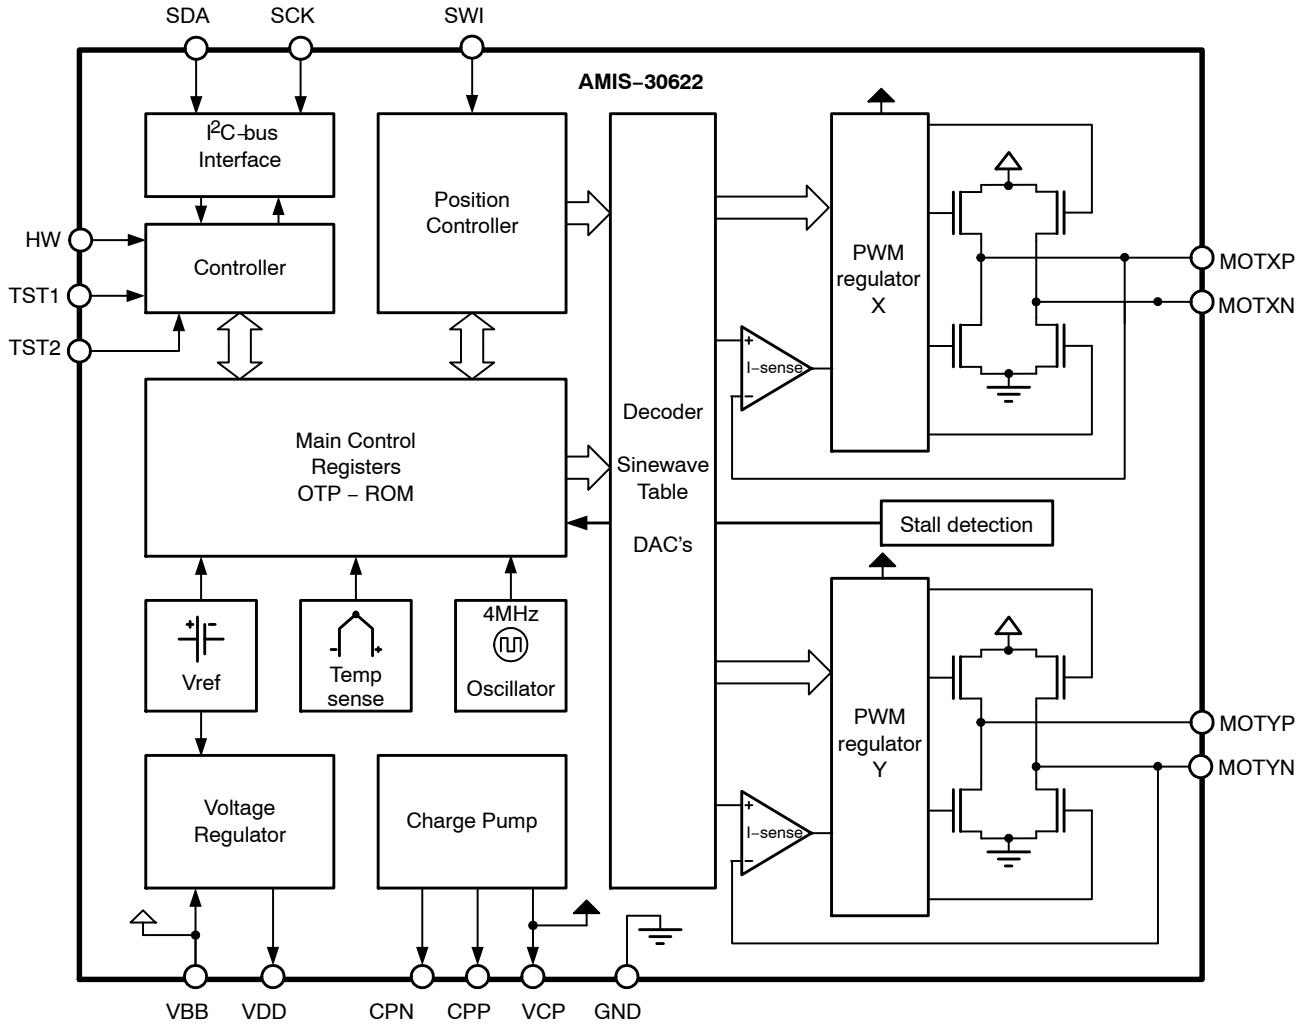 SDA
SCK
SWI
AMIS–30622
I2C–bus
Interface
Position
Controller
HW
Controller
TST1
TST2
PWM
regulator
X
MOTXP
MOTXN
+
I–sense
–
Main Control
Registers
OTP – ROM
Decoder
Sinewave
Table
DAC's
Stall detection
+ –
Vref
– +
Temp
sense
4MHz
Oscillator
PWM
regulator
Y
MOTYP
MOTYN
Voltage
Regulator
Charge Pump
+
I–sense
–
VBB
VDD
CPN
CPP
VCP
GND